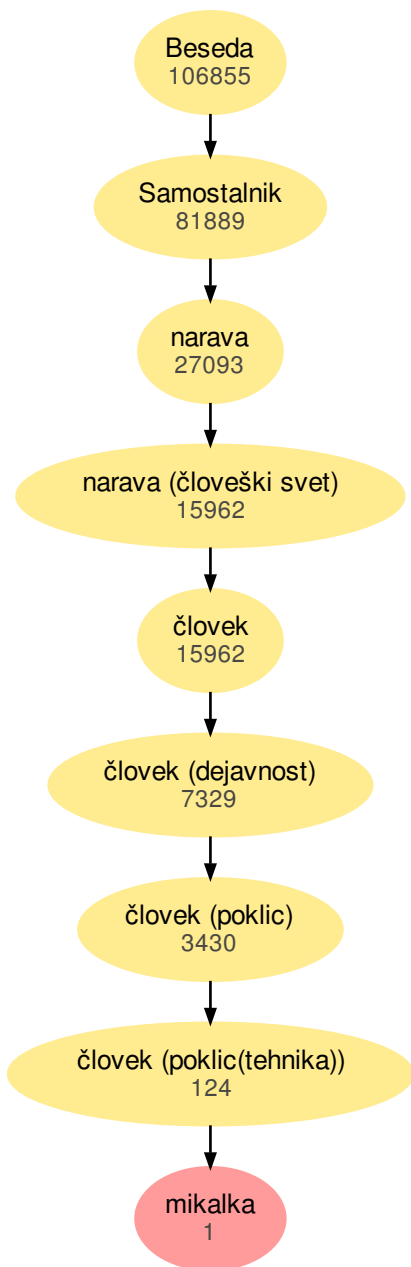 Beseda
106855
Samostalnik
81889
narava
27093
narava (človeški svet)
15962
človek
15962
človek (dejavnost)
7329
človek (poklic)
3430
človek (poklic(tehnika))
124
mikalka
1